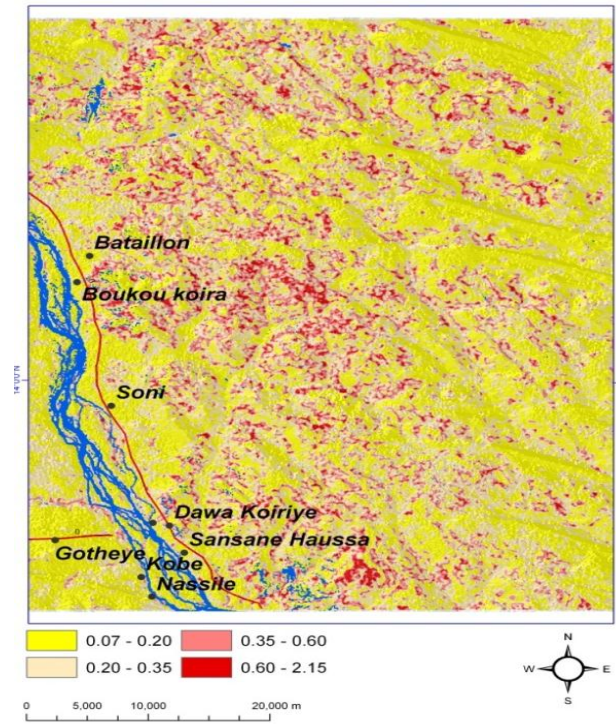 Bataillon
Boukou koira
14°00'N
Soni
Dawa Koiriye
Sansane Haussa
Gotheye
Kobe
Nassile
0.07 - 0.20 0.35 - 0.60
0.20 - 0.35 0.60 - 2.15
N
W E
S
0 5,000 10,000 20,000 m